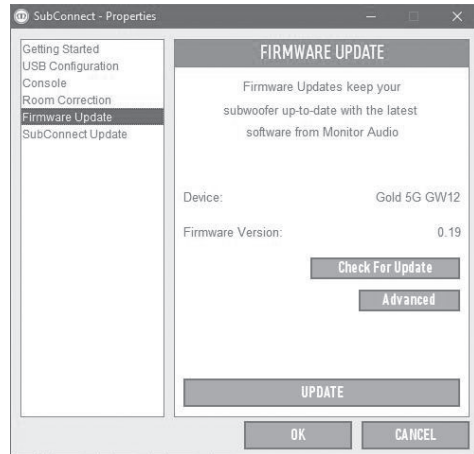 SubConnect - Properties
Getting Started
USB Configuration
Console
Room Correction
Firmware Update
SubConnect Update
FIRMWARE UPDATE
Firmware Updates keep your
subwoofer up-to-date with the latest
software from Monitor Audio
Device: Gold 5G GW12
Firmware Version: 0.19
Check For Update
Advanced
UPDATE
OK CANCEL